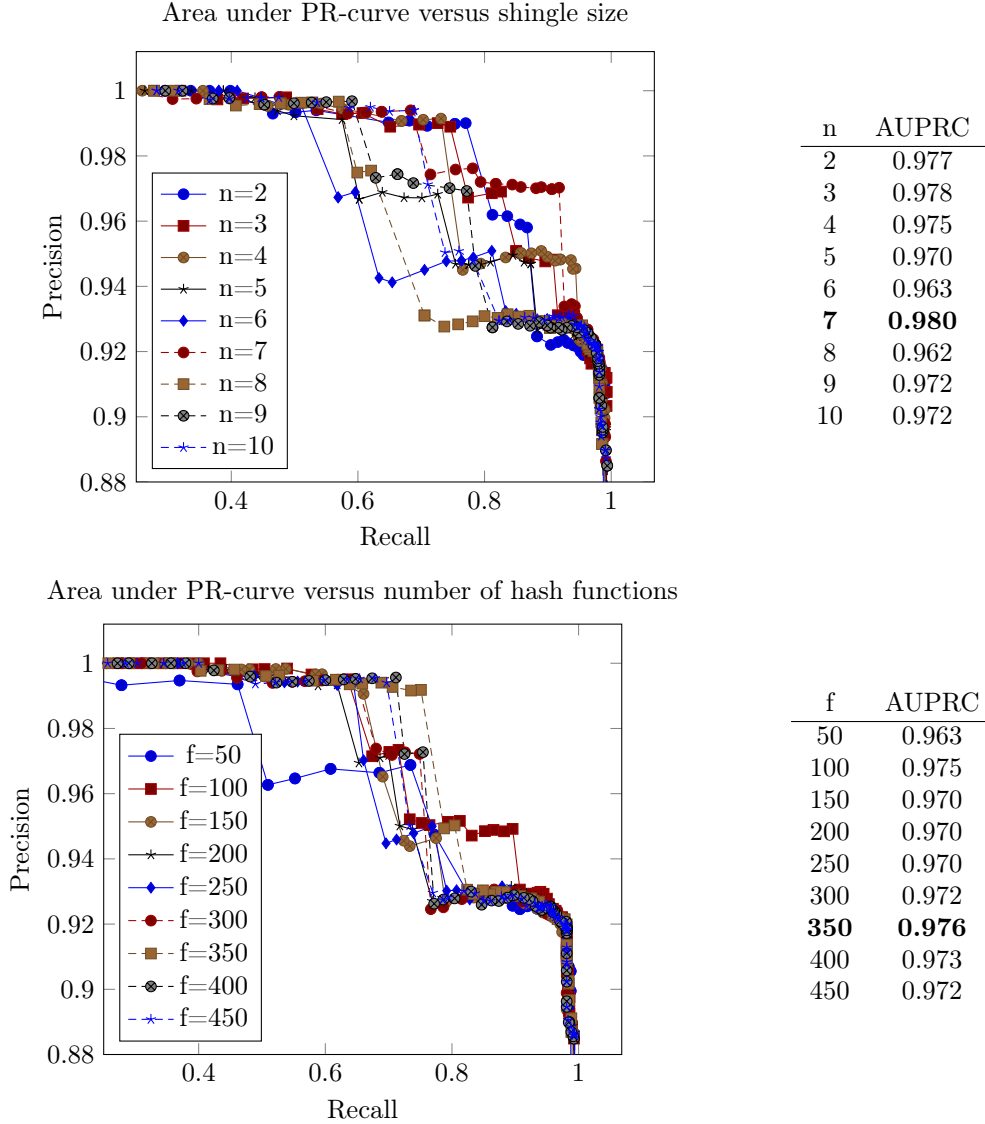 Area under PR-curve versus shingle size
1
0.98
0.96
0.94
0.92
0.9
0.88
Precision
n=2
n=3
n=4
n=5
n=6
n=7
n=8
n=9
n=10
0.4 0.6 0.8 1
Recall
n AUPRC
2 0.977
3 0.978
4 0.975
5 0.970
6 0.963
7 0.980
8 0.962
9 0.972
10 0.972
Area under PR-curve versus number of hash functions
1
0.98
0.96
0.94
0.92
0.9
0.88
Precision
f=50
f=100
f=150
f=200
f=250
f=300
f=350
f=400
f=450
0.4 0.6 0.8 1
Recall
f AUPRC
50 0.963
100 0.975
150 0.970
200 0.970
250 0.970
300 0.972
350 0.976
400 0.973
450 0.972